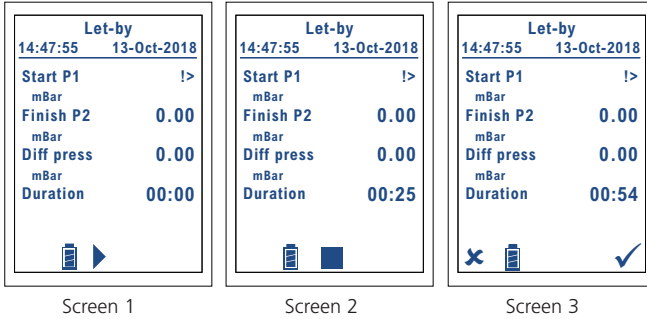 Let-by
14:47:55 13-Oct-2018
Start P1 !>
mBar
Finish P2 0.00
mBar
Diff press 0.00
mBar
Duration 00:00
Screen 1
Let-by
14:47:55 13-Oct-2018
Start P1 !>
mBar
Finish P2 0.00
mBar
Diff press 0.00
mBar
Duration 00:25
Screen 2
Let-by
14:47:55 13-Oct-2018
Start P1 !>
mBar
Finish P2 0.00
mBar
Diff press 0.00
mBar
Duration 00:54
Screen 3